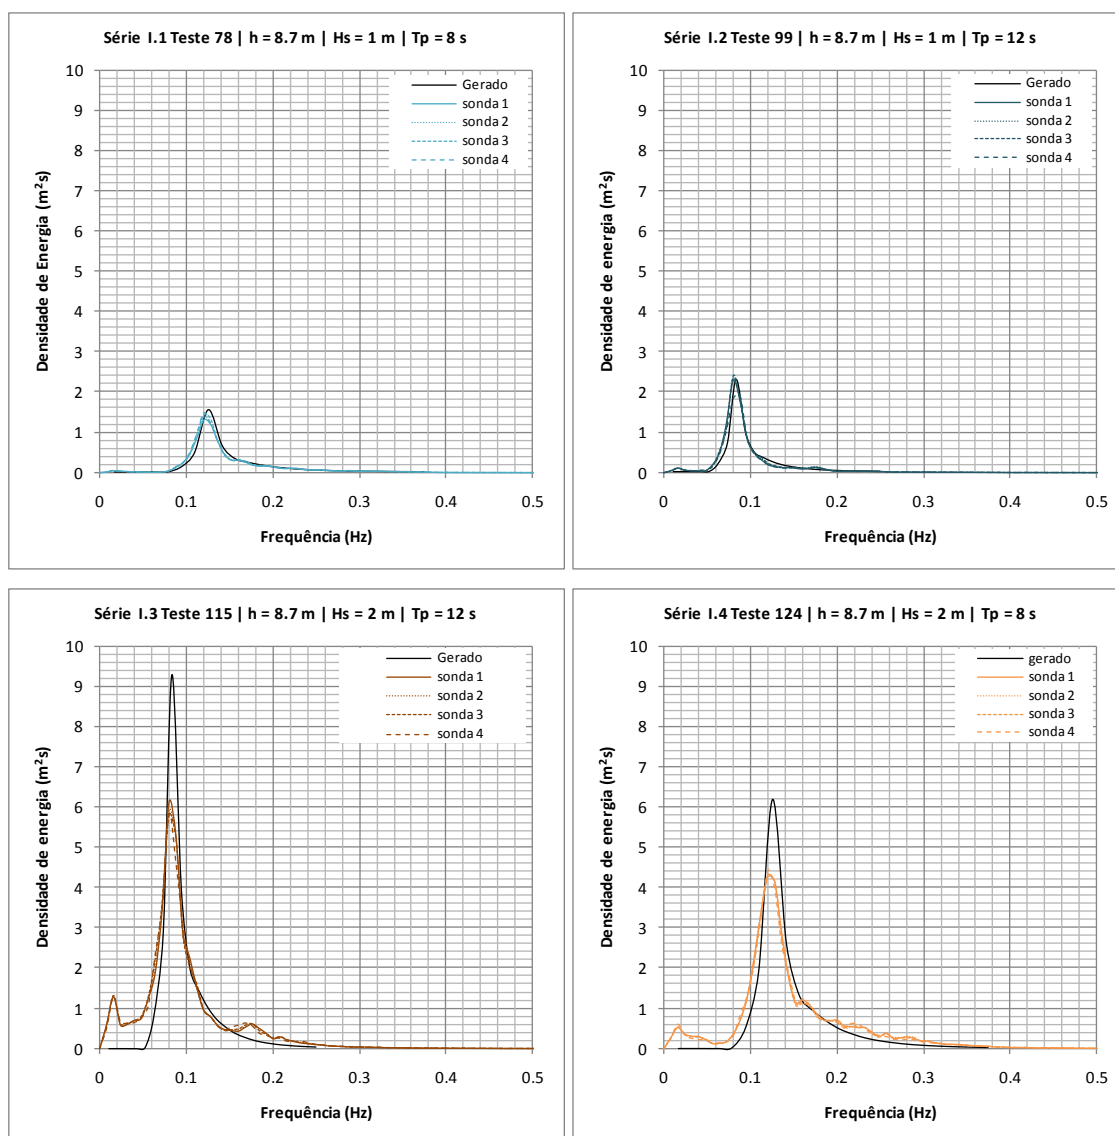 Série I.1 Teste 78 | h = 8.7 m | Hs = 1 m | Tp = 8 s
Densidade de Energia (m²s)
10
9
8
7
6
5
4
3
2
1
0
Gerado
sonda 1
sonda 2
sonda 3
sonda 4
0
0.1
0.2
0.3
0.4
0.5
Frequência (Hz)
Série I.2 Teste 99 | h = 8.7 m | Hs = 1 m | Tp = 12 s
Densidade de energia (m²s)
10
9
8
7
6
5
4
3
2
1
0
Gerado
sonda 1
sonda 2
sonda 3
sonda 4
0
0.1
0.2
0.3
0.4
0.5
Frequência (Hz)
Série I.3 Teste 115 | h = 8.7 m | Hs = 2 m | Tp = 12 s
Densidade de energia (m²s)
10
9
8
7
6
5
4
3
2
1
0
Gerado
sonda 1
sonda 2
sonda 3
sonda 4
0
0.1
0.2
0.3
0.4
0.5
Frequência (Hz)
Série I.4 Teste 124 | h = 8.7 m | Hs = 2 m | Tp = 8 s
Densidade de energia (m²s)
10
9
8
7
6
5
4
3
2
1
0
gerado
sonda 1
sonda 2
sonda 3
sonda 4
0
0.1
0.2
0.3
0.4
0.5
Frequência (Hz)